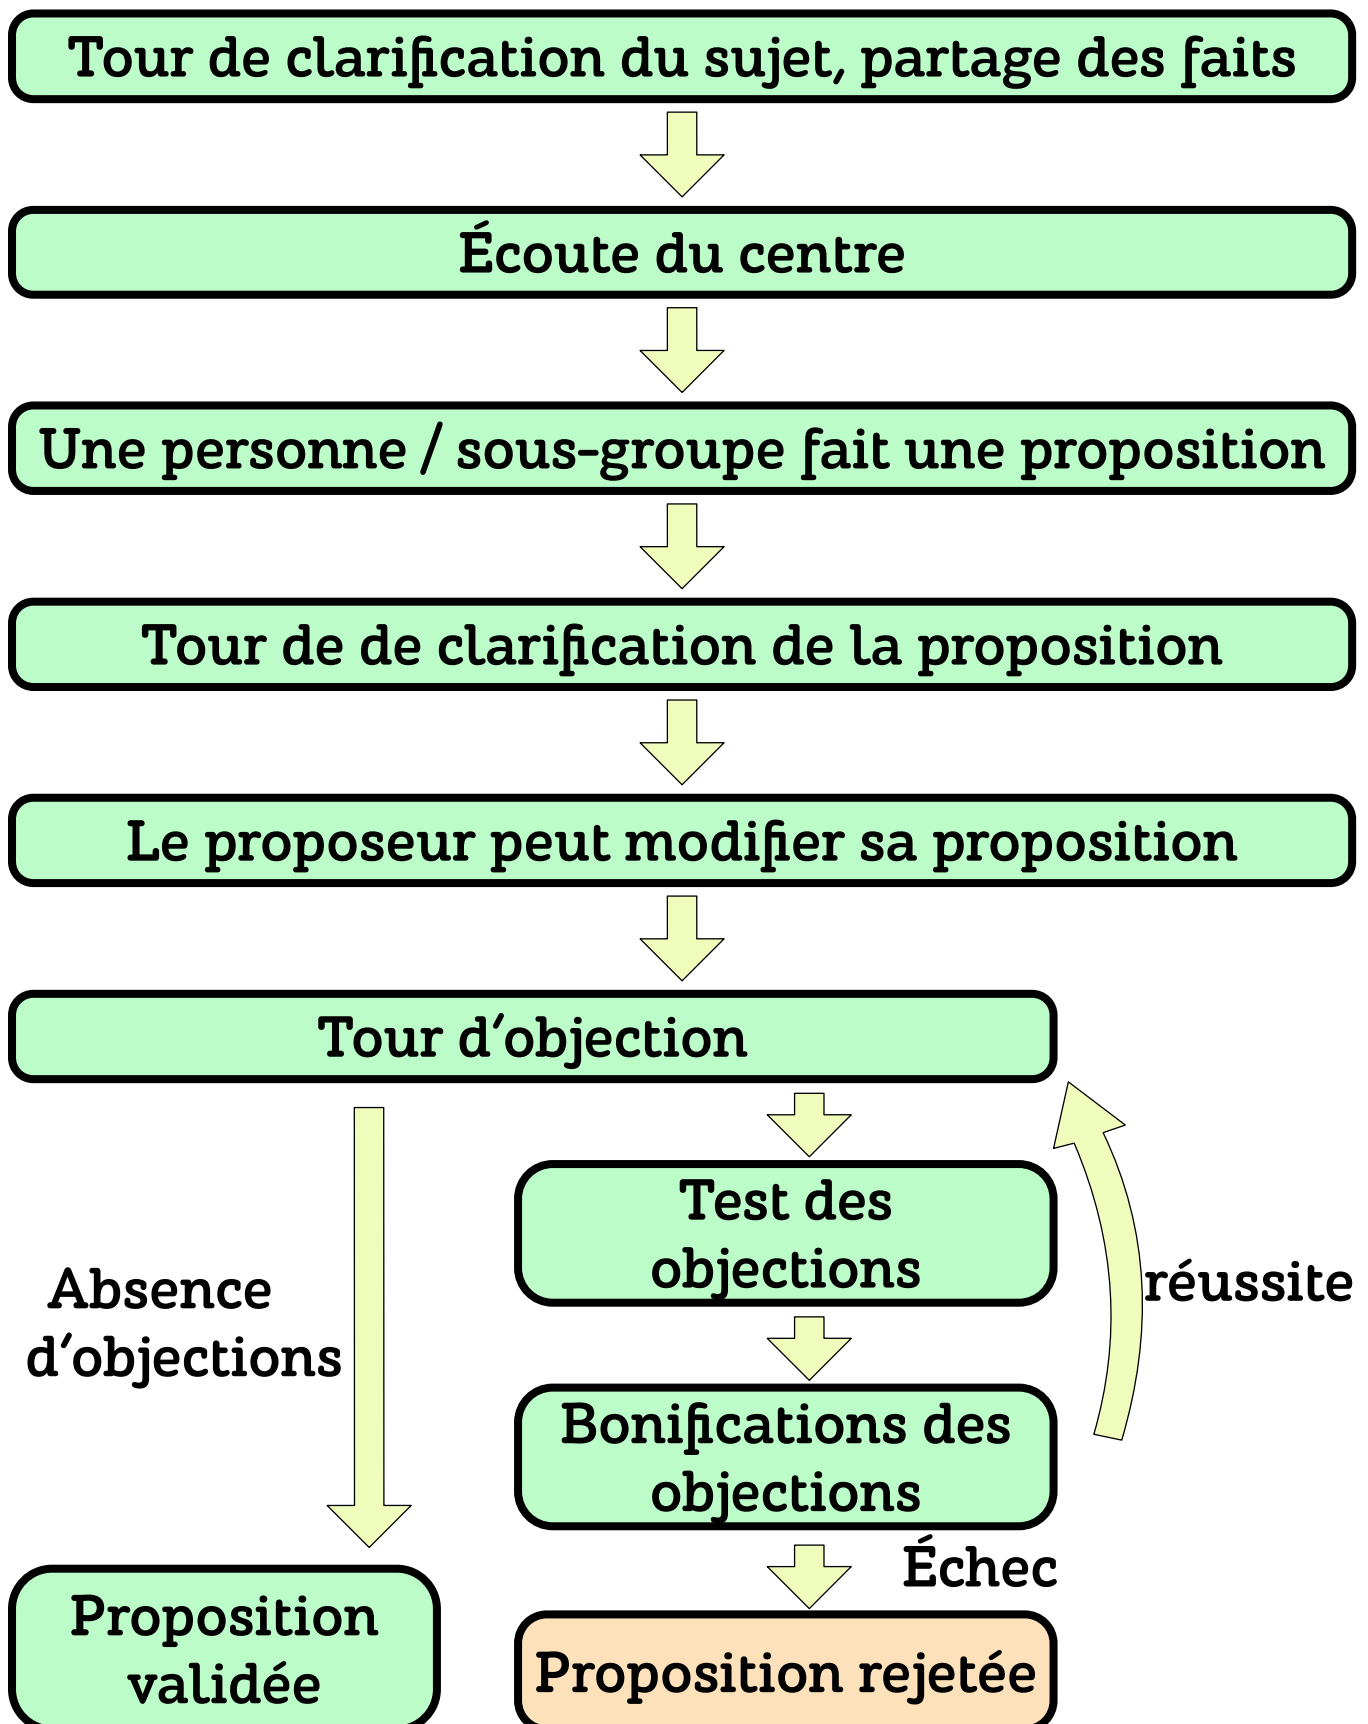 Tour de clarification du sujet, partage des faits
Écoute du centre
Une personne / sous-groupe fait une proposition
Tour de de clarification de la proposition
Le proposeur peut modifier sa proposition
Tour d'objection
Test des
objections
Absence
d'objections
réussite
Bonifications des
objections
Échec
Proposition
validée
Proposition rejetée